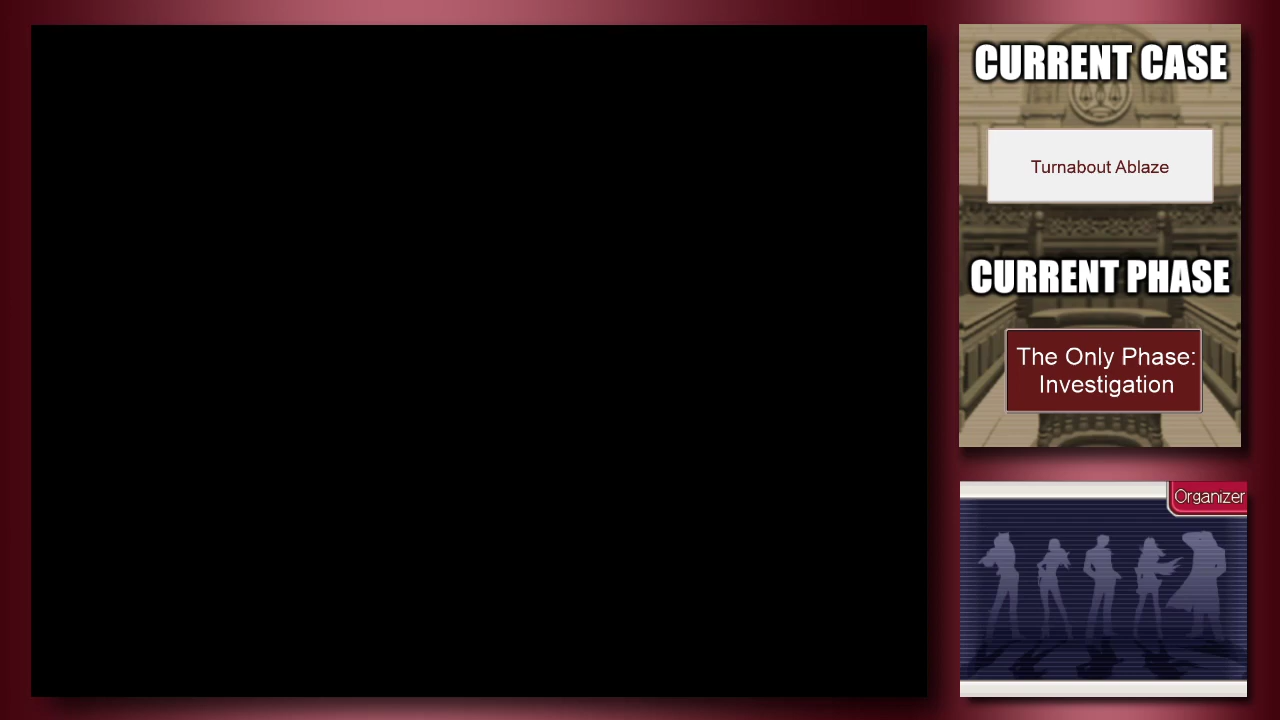 CURRENT CASE
Turnabout Ablaze
CURRENT PHASE
The Only Phase:
Investigation
Organizer